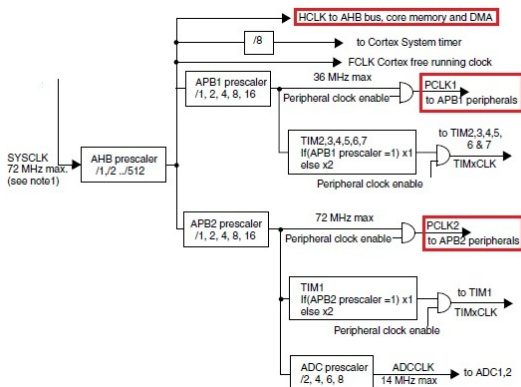 HCLK to AHB bus, core memory and DMA
/8
to Cortex System timer
FCLK Cortex free running clock
APB1 prescaler
/1, 2, 4, 8, 16
36 MHz max
Peripheral clock enable
PCLK1
to APB1 peripherals
TIM2,3,4,5,6,7
If(APB1 prescaler =1) x1
else x2
to TIM2,3,4,5,
6 & 7
TIMxCLK
Peripheral clock enable
SYSCLK
72 MHz max.
(see note1)
AHB prescaler
/1,/2 ../512
APB2 prescaler
/1, 2, 4, 8, 16
72 MHz max
Peripheral clock enable
PCLK2
to APB2 peripherals
TIM1
If(APB2 prescaler =1) x1
else x2
to TIM1
TIMxCLK
Peripheral clock enable
ADC prescaler
/2, 4, 6, 8
ADCCLK
14 MHz max
to ADC1,2